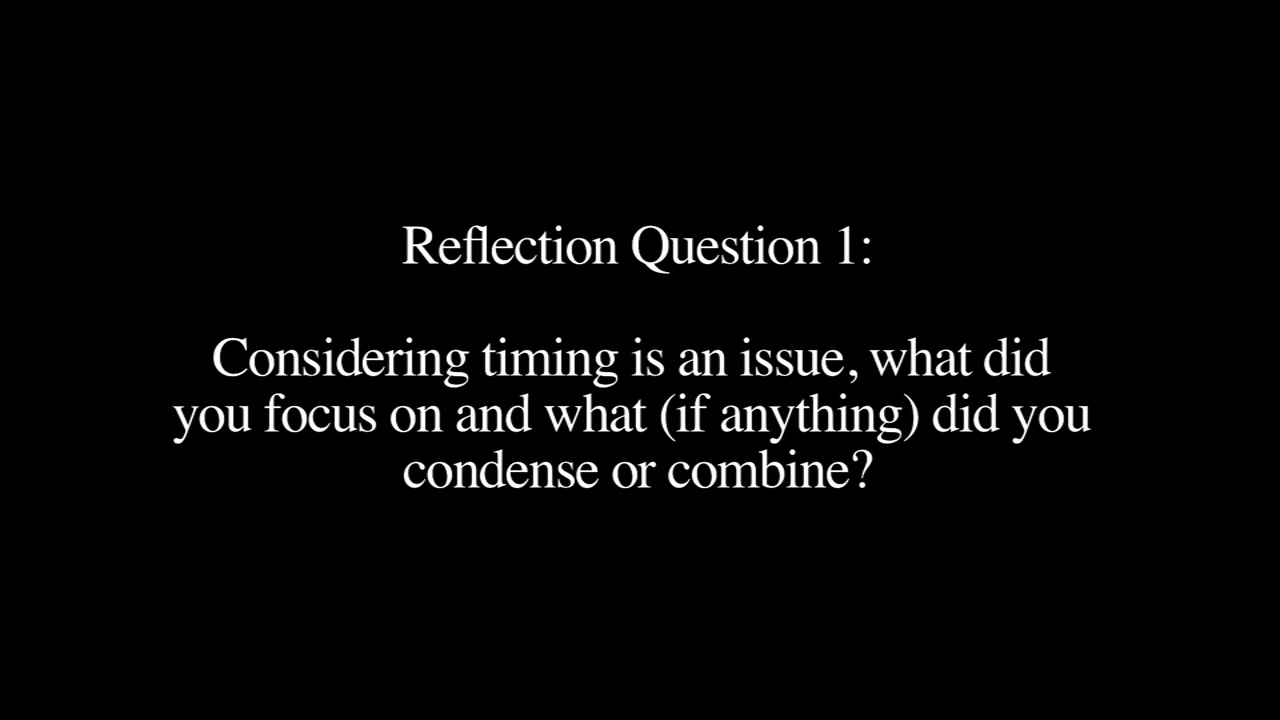 Reflection Question 1:
Considering timing is an issue, what did
you focus on and what (if anything) did you
condense or combine?